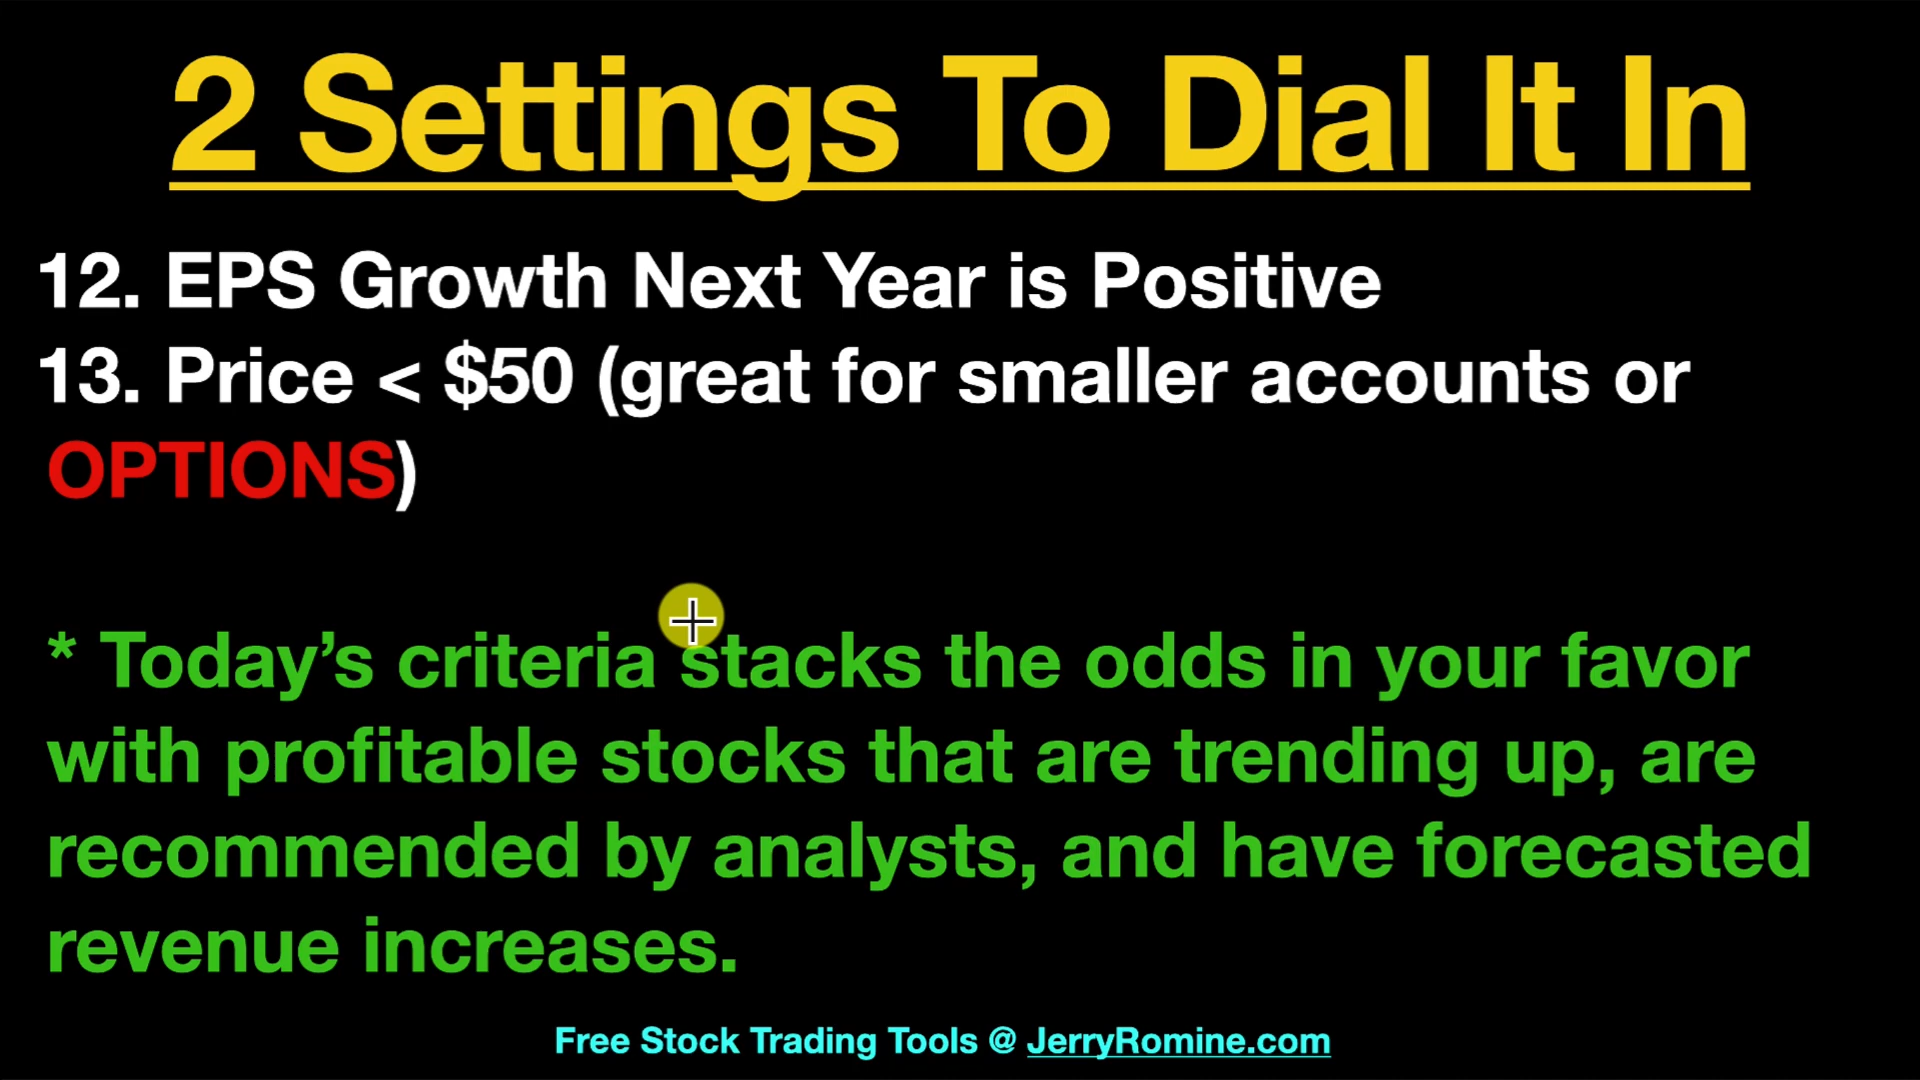 2 Settings To Dial It In
12. EPS Growth Next Year is Positive
13. Price < $50 (great for smaller accounts or
OPTIONS)
* Today’s criteria stacks the odds in your favor
with profitable stocks that are trending up, are
recommended by analysts, and have forecasted
revenue increases.
Free Stock Trading Tools @ JerryRomine.com